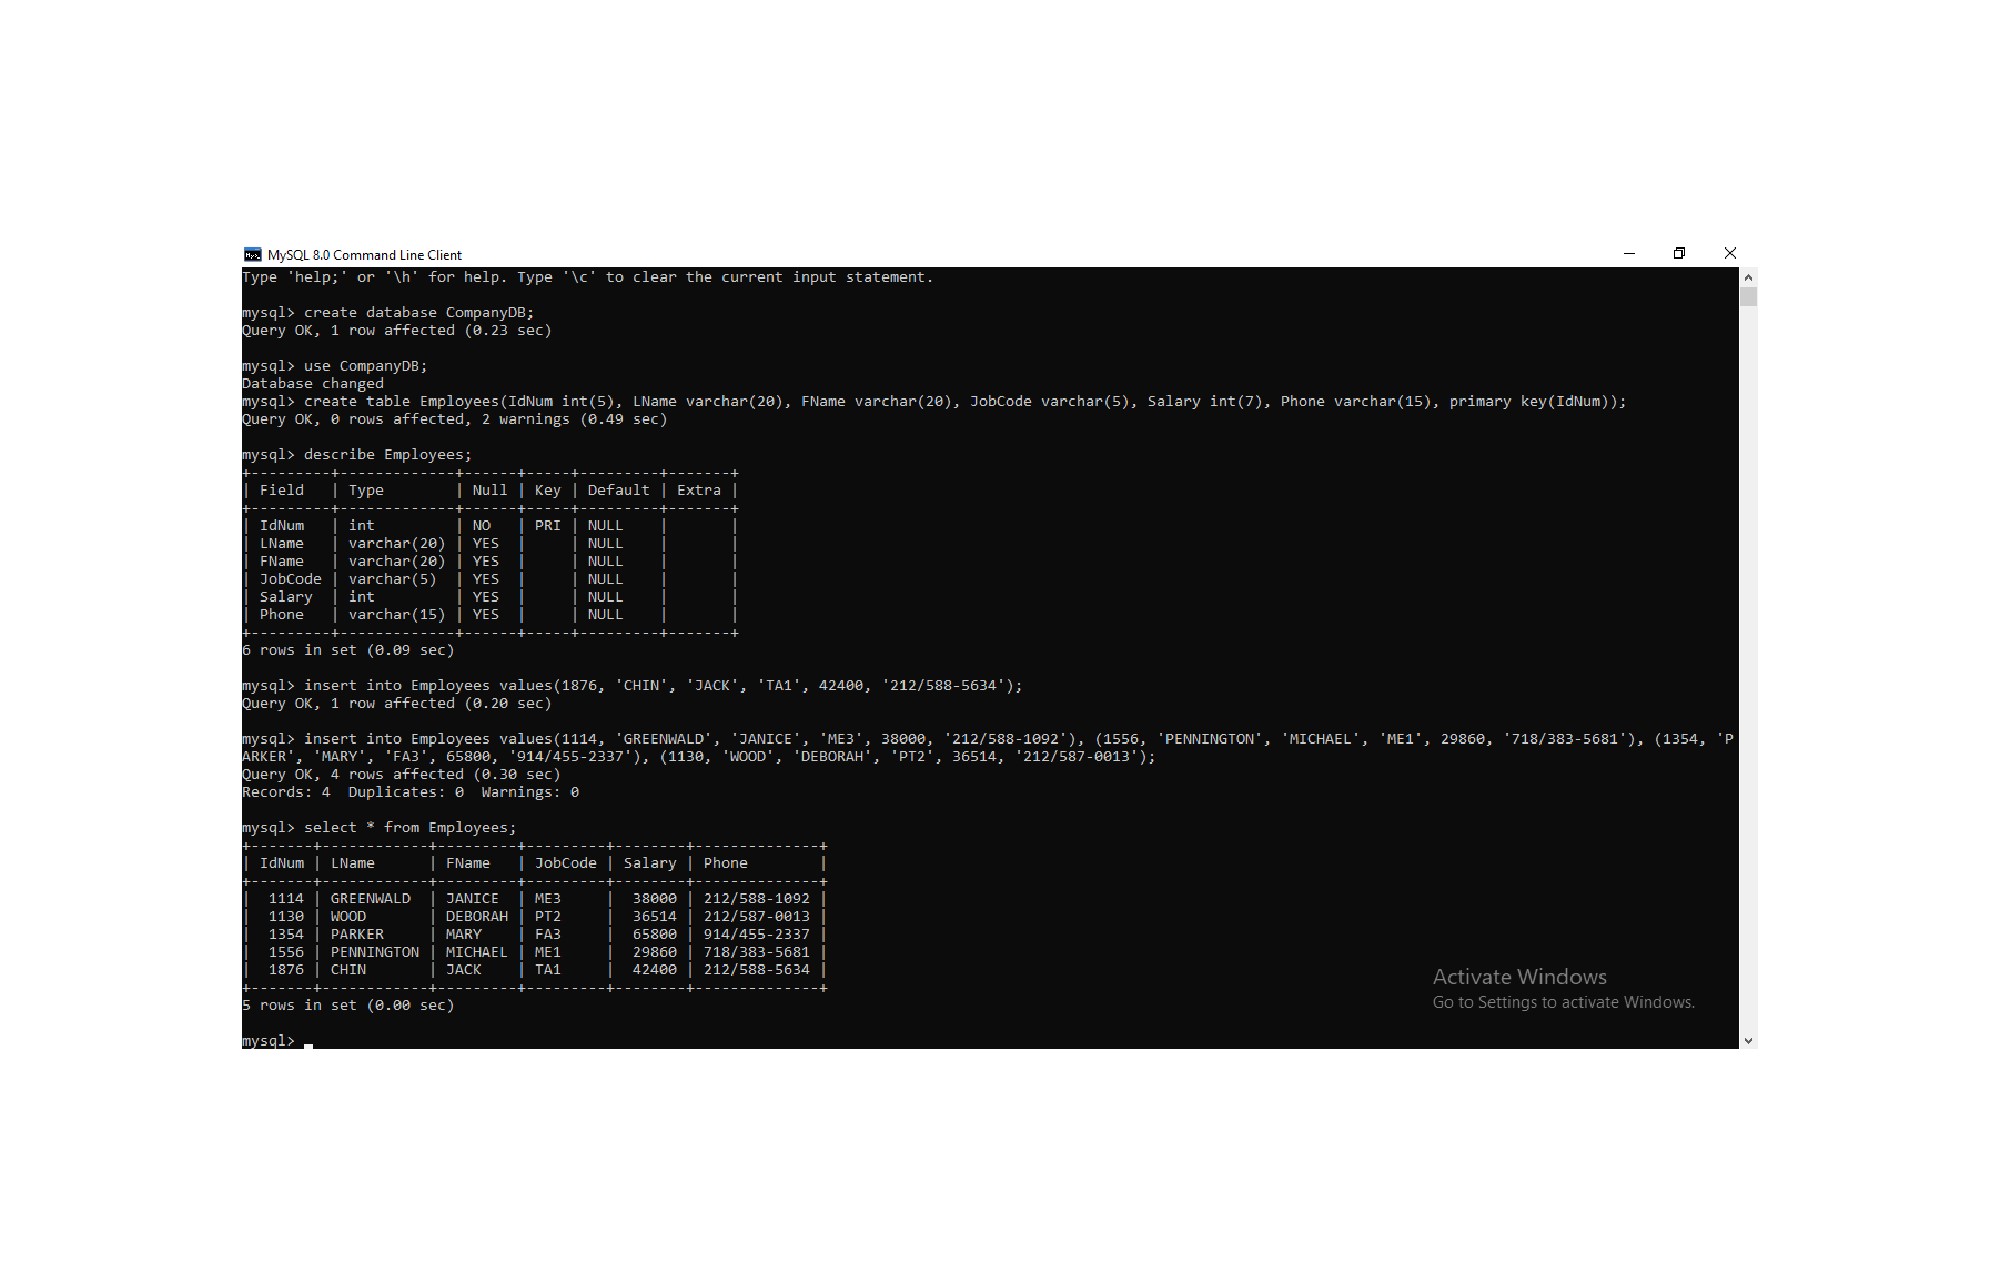 MySQL 8.0 Command Line Client
Type 'help;' or '\h' for help. Type '\c' to clear the current input statement.
mysql> create database CompanyDB;
Query OK, 1 row affected (0.23 sec)
mysql> use CompanyDB;
Database changed
mysql> create table Employees(IdNum int(5), LName varchar(20), FName varchar(20), JobCode varchar(5), Salary int(7), Phone varchar(15), primary key(IdNum));
Query OK, 0 rows affected, 2 warnings (0.49 sec)
mysql> describe Employees;
+---------+-------------+------+-----+---------+-------+
| Field   | Type        | Null | Key | Default | Extra |
+---------+-------------+------+-----+---------+-------+
| IdNum   | int         | NO   | PRI | NULL    |       |
| LName   | varchar(20) | YES  |     | NULL    |       |
| FName   | varchar(20) | YES  |     | NULL    |       |
| JobCode | varchar(5)  | YES  |     | NULL    |       |
| Salary  | int         | YES  |     | NULL    |       |
| Phone   | varchar(15) | YES  |     | NULL    |       |
+---------+-------------+------+-----+---------+-------+
6 rows in set (0.09 sec)
mysql> insert into Employees values(1876, 'CHIN', 'JACK', 'TA1', 42400, '212/588-5634');
Query OK, 1 row affected (0.20 sec)
mysql> insert into Employees values(1114, 'GREENWALD', 'JANICE', 'ME3', 38000, '212/588-1092'), (1556, 'PENNINGTON', 'MICHAEL', 'ME1', 29860, '718/383-5681'), (1354, 'P
ARKER', 'MARY', 'FA3', 65800, '914/455-2337'), (1130, 'WOOD', 'DEBORAH', 'PT2', 36514, '212/587-0013');
Query OK, 4 rows affected (0.30 sec)
Records: 4  Duplicates: 0  Warnings: 0
mysql> select * from Employees;
+-------+------------+---------+---------+--------+--------------+
| IdNum | LName      | FName   | JobCode | Salary | Phone        |
+-------+------------+---------+---------+--------+--------------+
|  1114 | GREENWALD  | JANICE  | ME3     |  38000 | 212/588-1092 |
|  1130 | WOOD       | DEBORAH | PT2     |  36514 | 212/587-0013 |
|  1354 | PARKER     | MARY    | FA3     |  65800 | 914/455-2337 |
|  1556 | PENNINGTON | MICHAEL | ME1     |  29860 | 718/383-5681 |
|  1876 | CHIN       | JACK    | TA1     |  42400 | 212/588-5634 |
+-------+------------+---------+---------+--------+--------------+
5 rows in set (0.00 sec)
mysql>
Activate Windows
Go to Settings to activate Windows.